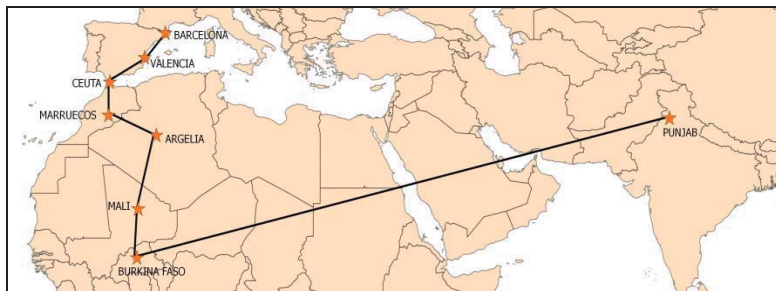 BARCELONA
VALENCIA
CEUTA
MARRUECOS
ARGELIA
PUNJAB
MALI
BURKINA FASO